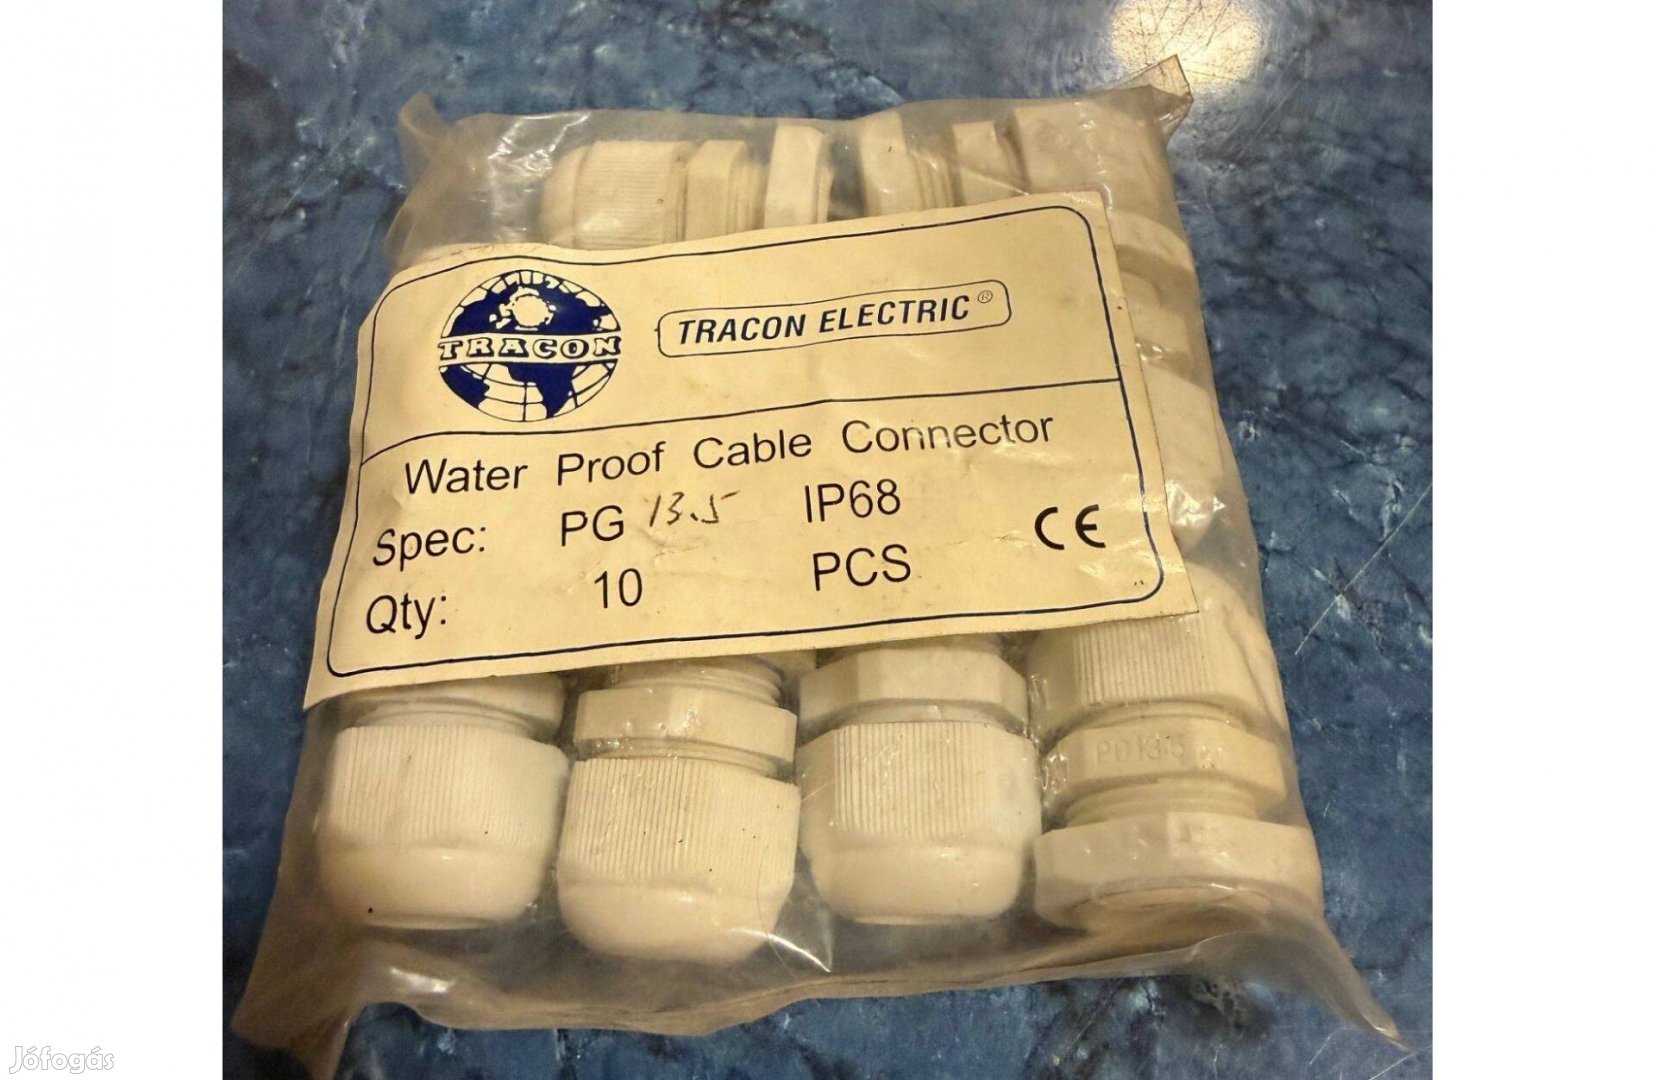 TRACON
TRACON ELECTRIC®
Water Proof Cable Connector
Spec: PG 13.5 IP68
Qty: 10 PCS
CE
PG13.5
Jófogás